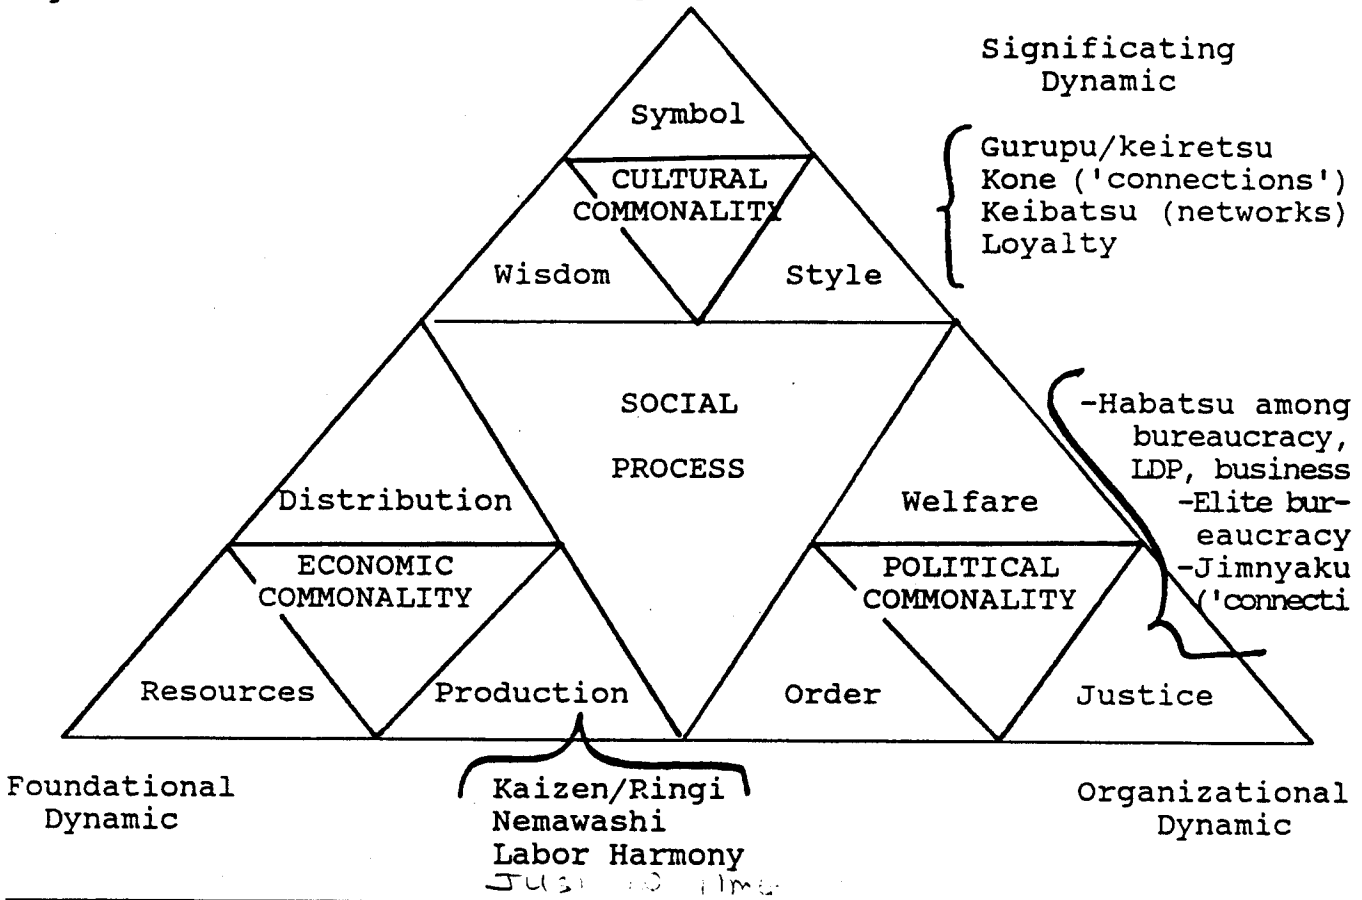 Significating
Dynamic
Symbol
Gurupu/keiretsu
Kone ('connections')
Keibatsu (networks)
Loyalty
CULTURAL
COMMONALITY
Wisdom
Style
SOCIAL
PROCESS
-Habatsu among
bureaucracy,
LDP, business
-Elite bur-
eaucracy
-Jimnyaku
('connecti
Distribution
Welfare
ECONOMIC
COMMONALITY
POLITICAL
COMMONALITY
Resources
Production
Order
Justice
Foundational
Dynamic
Kaizen/Ringi
Nemawashi
Labor Harmony
Organizational
Dynamic